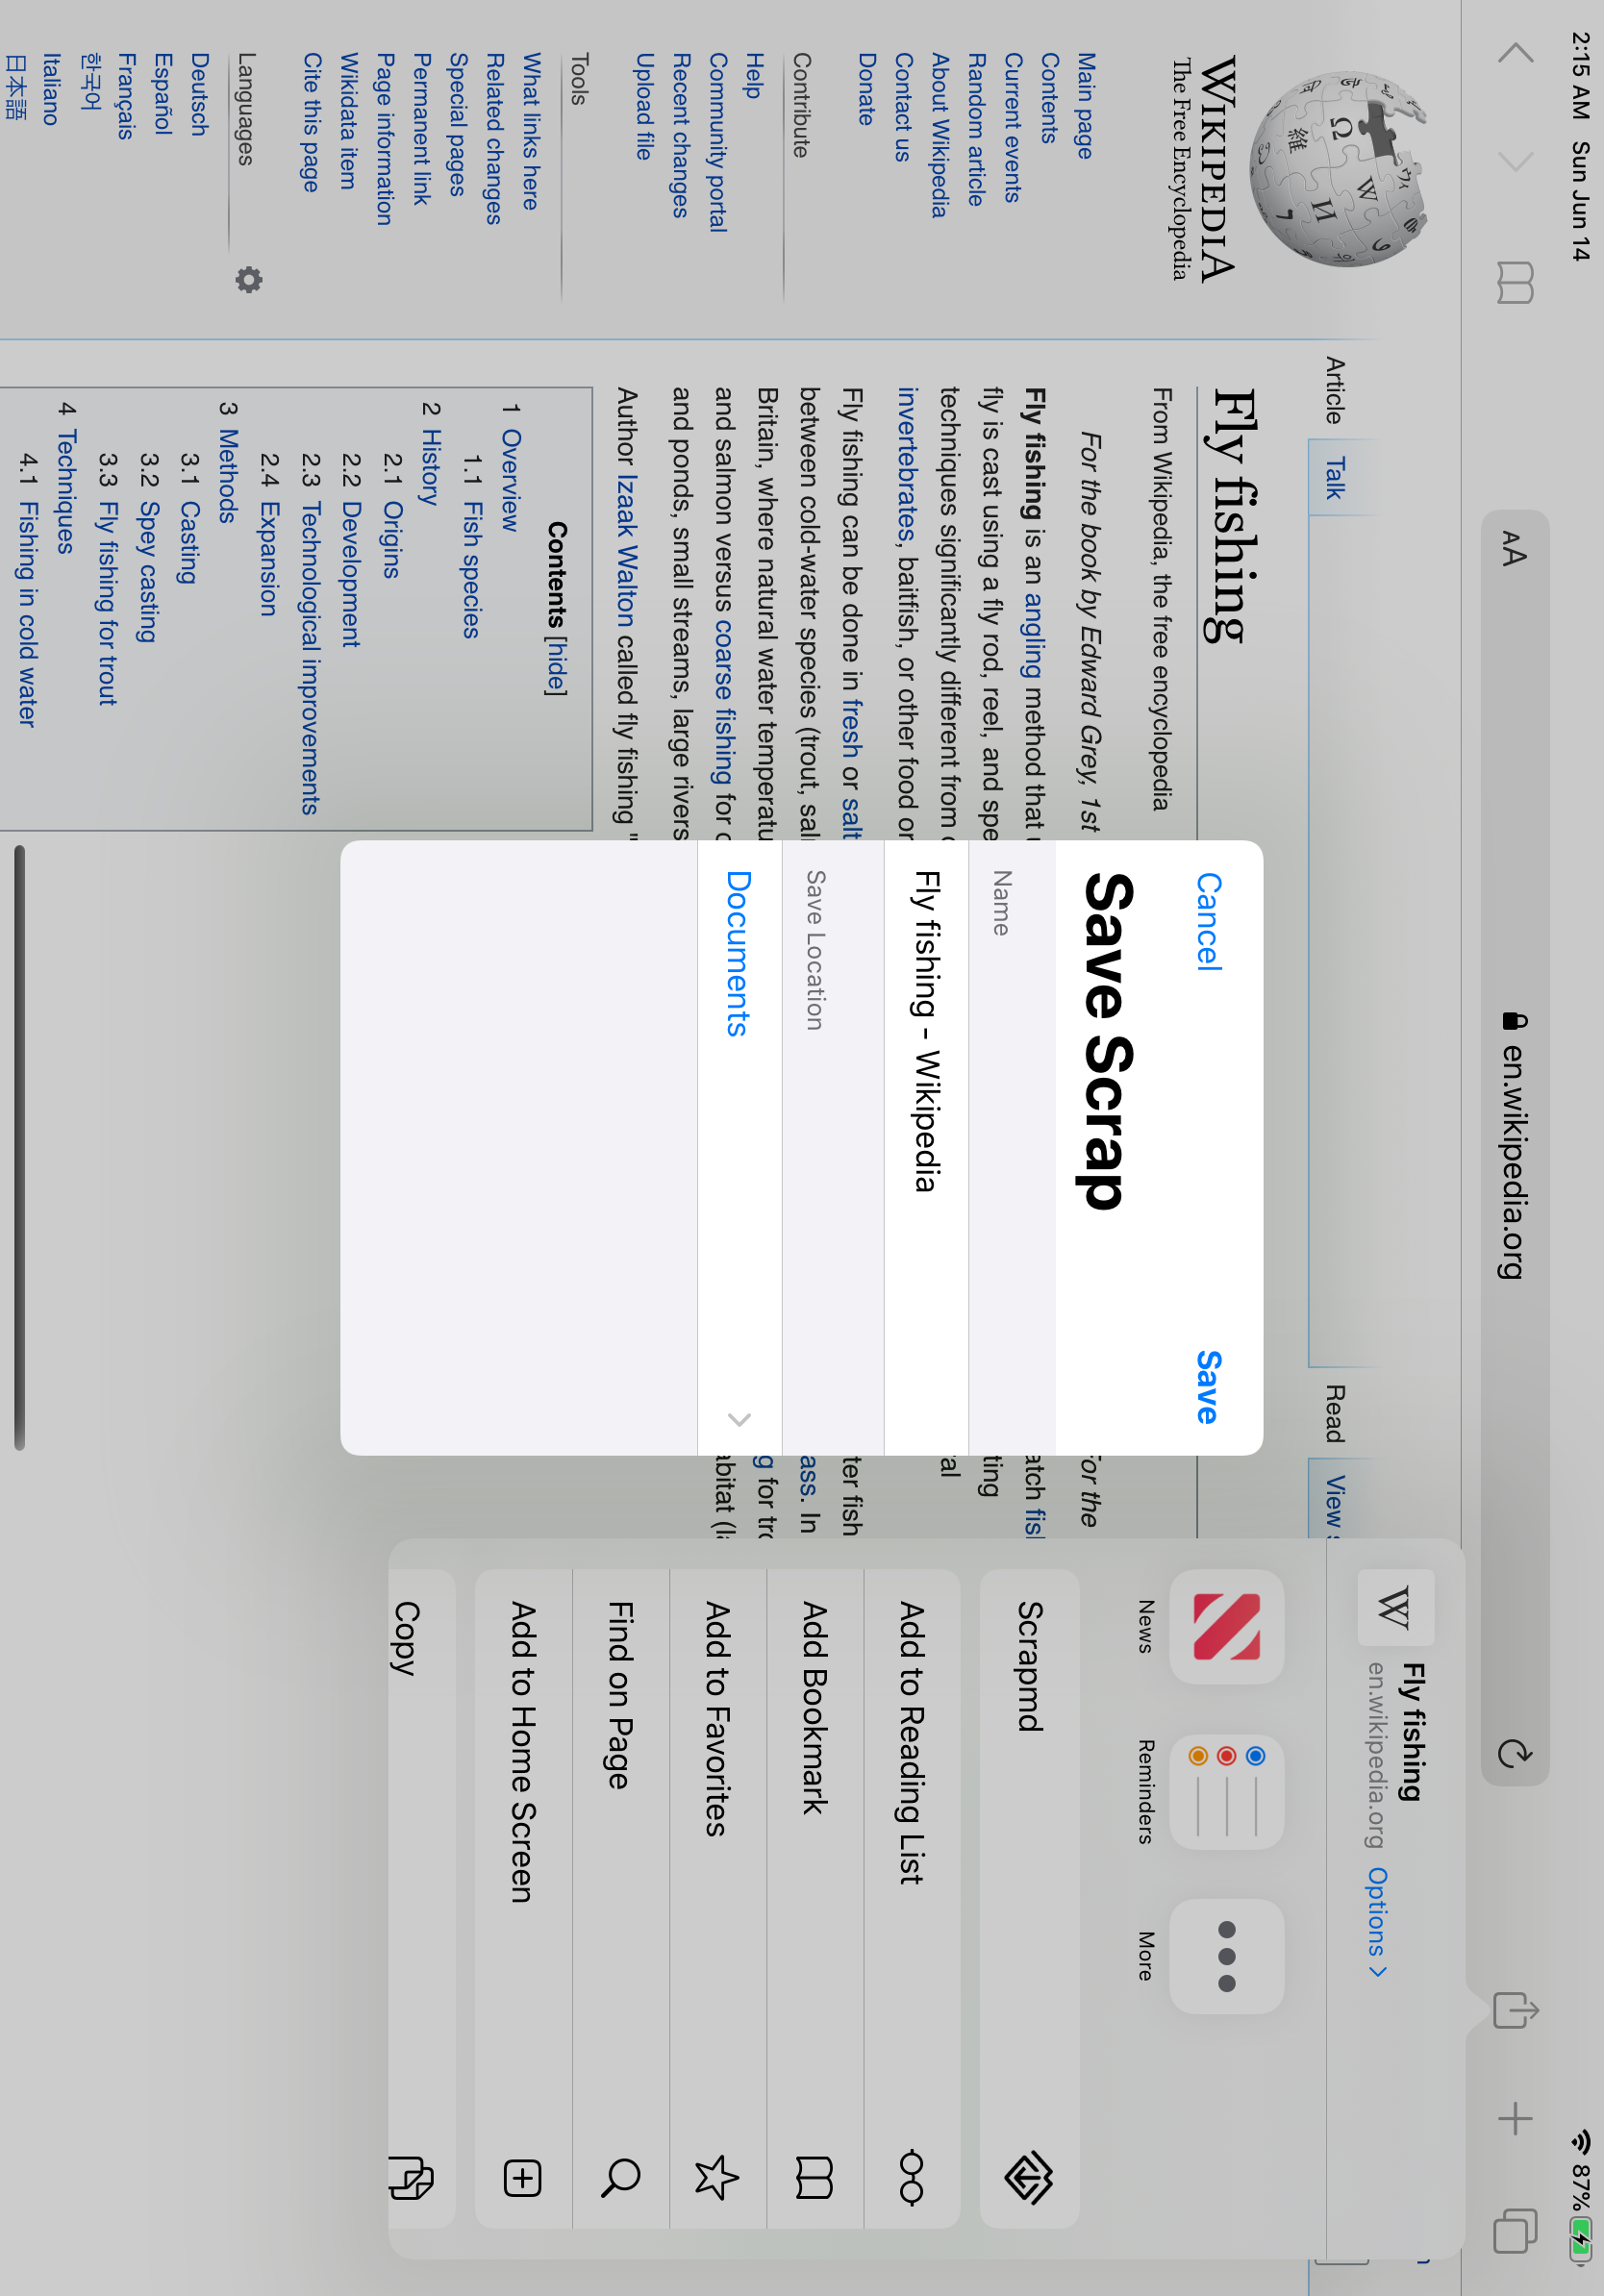 2:15 AM Sun Jun 14
87%
AA
en.wikipedia.org
WIKIPEDIA
The Free Encyclopedia
Main page
Contents
Current events
Random article
About Wikipedia
Contact us
Donate
Contribute
Help
Community portal
Recent changes
Upload file
Tools
What links here
Related changes
Special pages
Permanent link
Page information
Wikidata item
Cite this page
Languages
Deutsch
Español
Français
한국어
Italiano
日本語
Article Talk
Read View
Fly fishing
From Wikipedia, the free encyclopedia
For the book by Edward Grey, 1st
or the
Fly fishing is an angling method that
atch
fly is cast using a fly rod, reel, and spe
ting
techniques significantly different from
al
invertebrates, baitfish, or other food or
Fly fishing can be done in fresh or salt
ter fish
between cold-water species (trout, sal
ass. In
Britain, where natural water temperatu
g for tro
and salmon versus coarse fishing for
abitat
and ponds, small streams, large rivers
Author Izaak Walton called fly fishing "
Contents [hide]
1 Overview
1.1 Fish species
2 History
2.1 Origins
2.2 Development
2.3 Technological improvements
2.4 Expansion
3 Methods
3.1 Casting
3.2 Spey casting
3.3 Fly fishing for trout
4 Techniques
4.1 Fishing in cold water
Cancel
Save
Save Scrap
Name
Fly fishing - Wikipedia
Save Location
Documents
W
Fly fishing
en.wikipedia.org Options >
News
Reminders
More
Scrapmd
Add to Reading List
Add Bookmark
Add to Favorites
Find on Page
Add to Home Screen
Copy